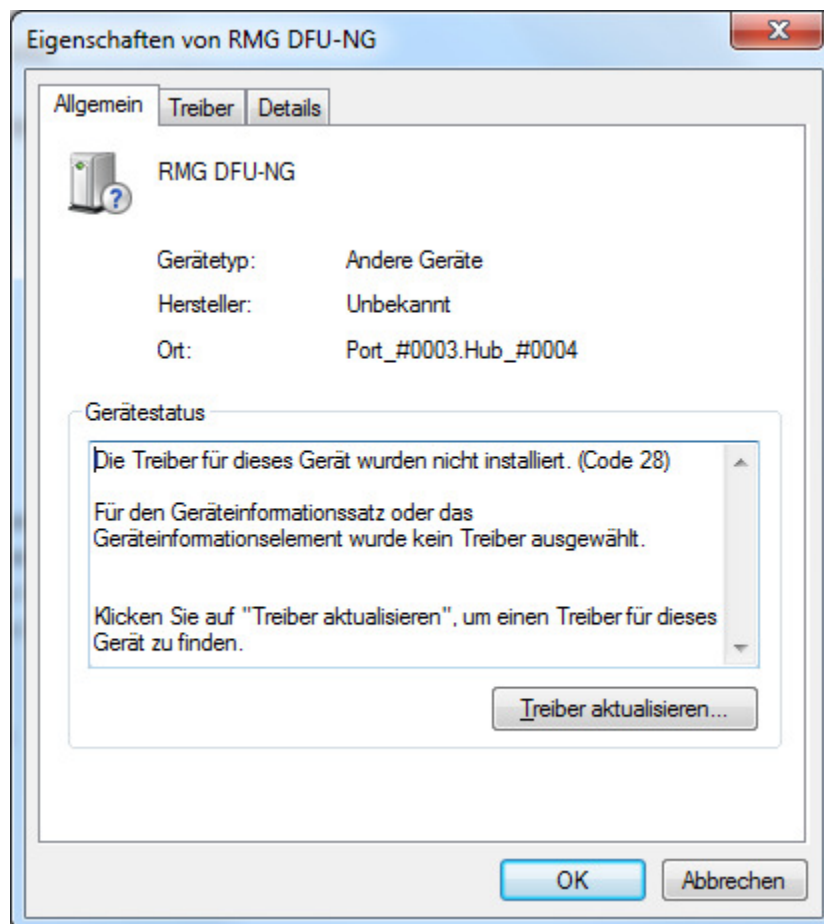 Eigenschaften von RMG DFU-NG
Allgemein
Treiber
Details
RMG DFU-NG
Gerätetyp: Andere Geräte
Hersteller: Unbekannt
Ort: Port_#0003.Hub_#0004
Gerätestatus
Die Treiber für dieses Gerät wurden nicht installiert. (Code 28)
Für den Geräteinformationssatz oder das
Geräteinformationselement wurde kein Treiber ausgewählt.
Klicken Sie auf "Treiber aktualisieren", um einen Treiber für dieses
Gerät zu finden.
Treiber aktualisieren...
OK
Abbrechen